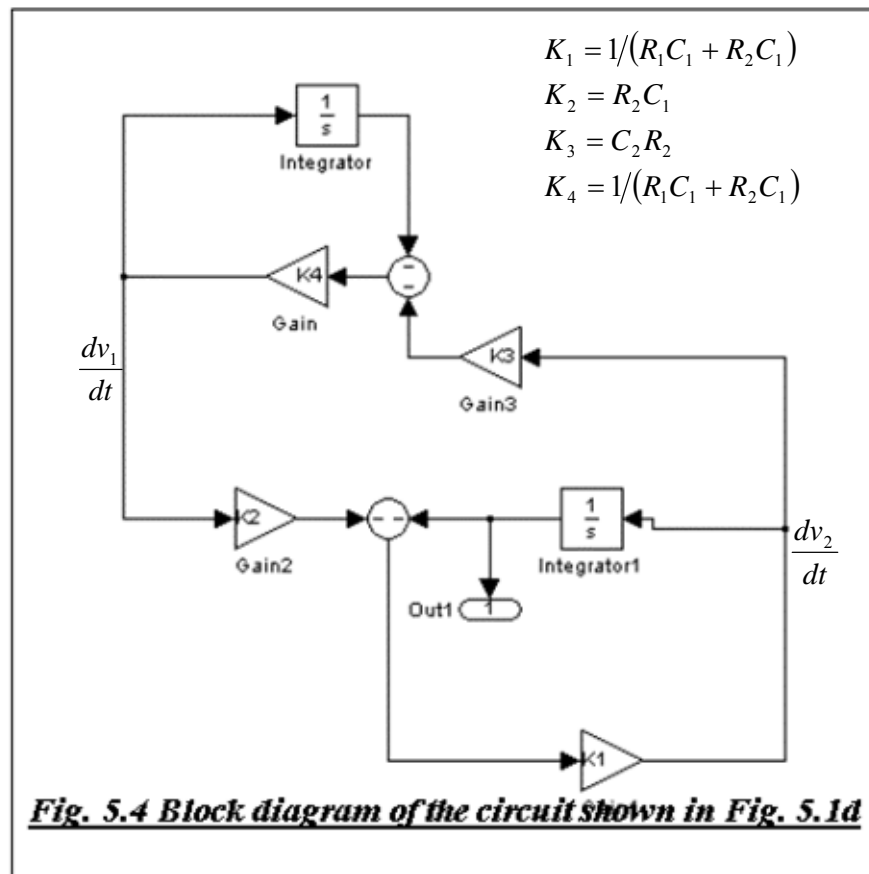 K₁ = 1/(R₁C₁ + R₂C₁)
K₂ = R₂C₁
K₃ = C₂R₂
K₄ = 1/(R₁C₁ + R₂C₁)
1/s
Integrator
K4
Gain
K3
Gain3
dv₁/dt
K2
Gain2
1/s
Integrator1
dv₂/dt
Out1
1
K1
Fig. 5.4 Block diagram of the circuit shown in Fig. 5.1d